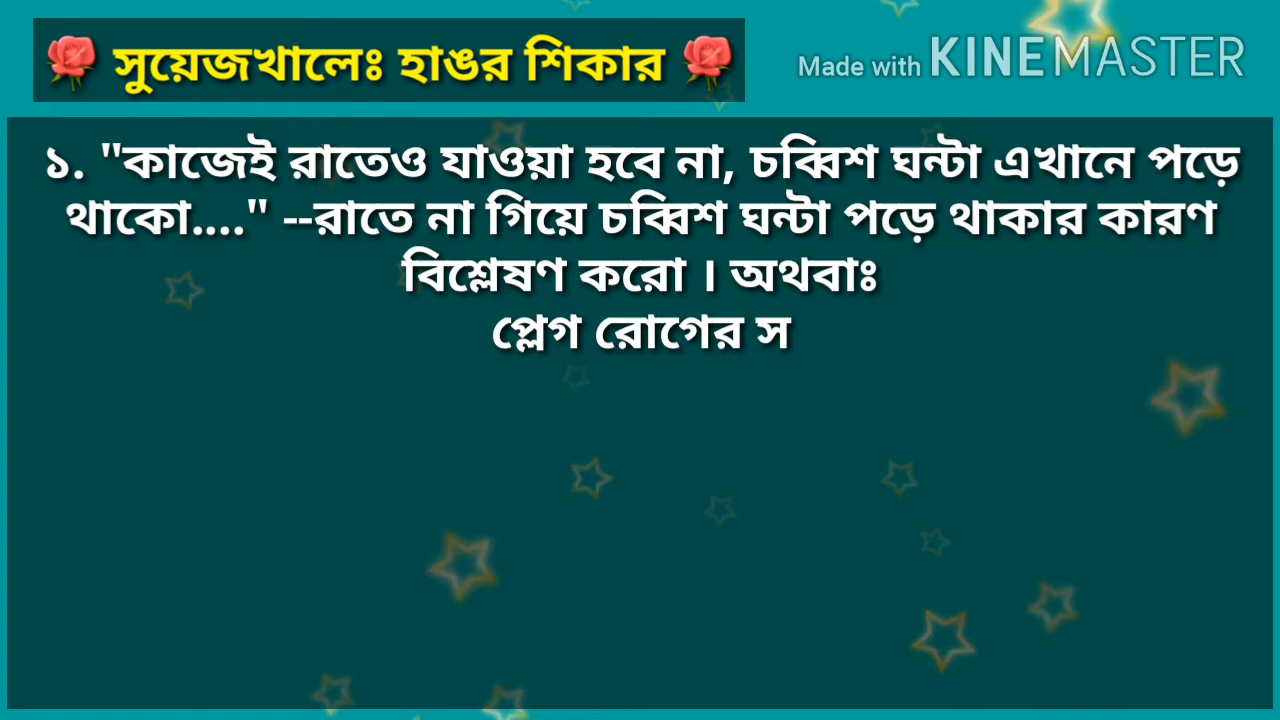 🌹 সুয়েজখালেঃ হাঙর শিকার 🌹
Made with KINEMASTER
১. "কাজেই রাতেও যাওয়া হবে না, চব্বিশ ঘন্টা এখানে পড়ে
থাকো...." --রাতে না গিয়ে চব্বিশ ঘন্টা পড়ে থাকার কারণ
বিশ্লেষণ করো । অথবাঃ
প্লেগ রোগের স